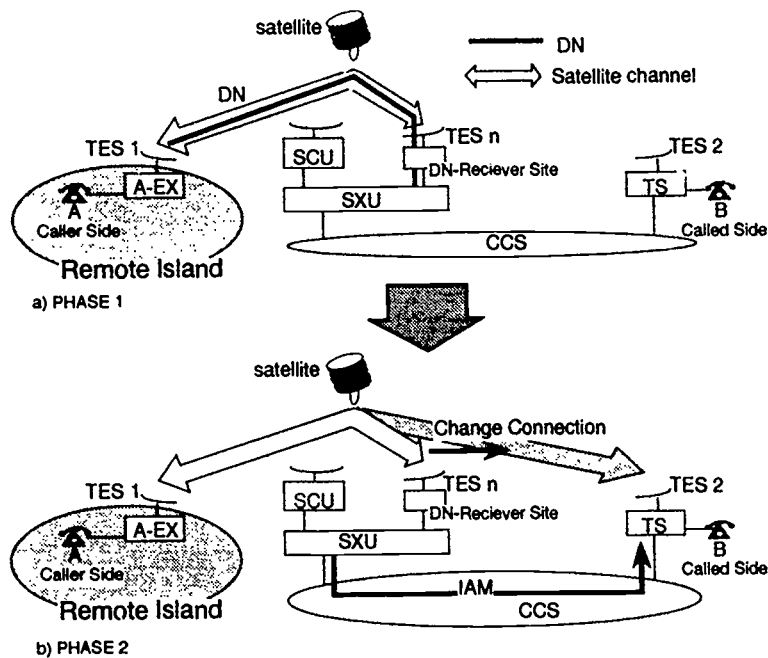 satellite
DN
Satellite channel
DN
TES 1
TES n
TES 2
SCU
DN-Reciever Site
A-EX
TS
A
SXU
B
Caller Side
Called Side
CCS
Remote Island
a) PHASE 1
satellite
Change Connection
TES 1
TES n
TES 2
SCU
DN-Reciever Site
A-EX
TS
A
SXU
B
Caller Side
Called Side
IAM
CCS
Remote Island
b) PHASE 2